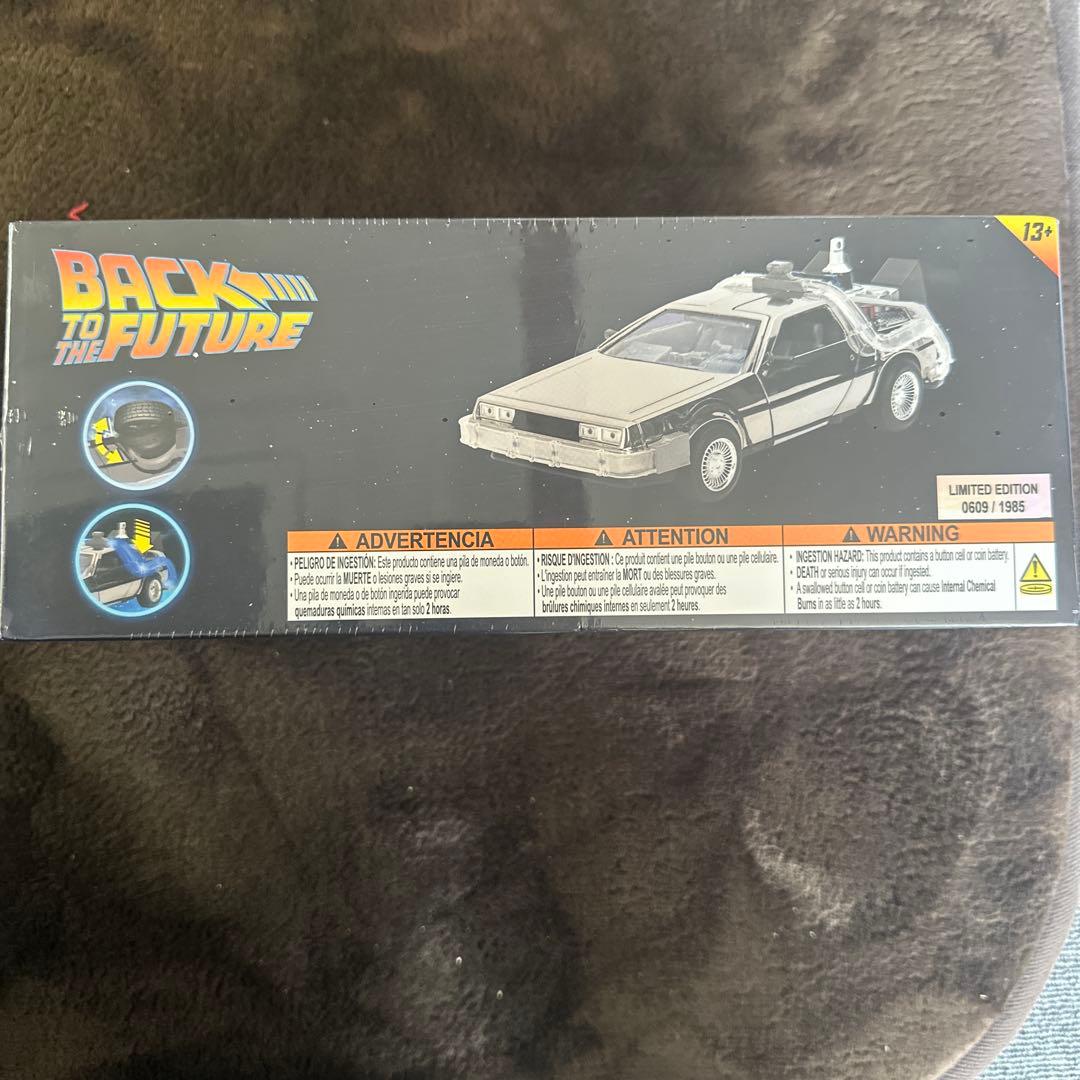 BACK
TO
THE FUTURE
13+
LIMITED EDITION
0609 / 1985
ADVERTENCIA
• PELIGRO DE INGESTIÓN: Este producto contiene una pila de moneda o botón.
• Puede ocurrir la MUERTE o lesiones graves si se ingiere.
• Una pila de moneda o de botón ingerida puede provocar
quemaduras químicas internas en tan solo 2 horas.
ATTENTION
• RISQUE D'INGESTION : Ce produit contient une pile bouton ou une pile cellulaire.
• L'ingestion peut entraîner la MORT ou des blessures graves.
• Une pile bouton ou une pile cellulaire avalée peut provoquer des
brûlures chimiques internes en seulement 2 heures.
WARNING
• INGESTION HAZARD: This product contains a button cell or coin battery.
• DEATH or serious injury can occur if ingested.
• A swallowed button cell or coin battery can cause Internal Chemical
Burns in as little as 2 hours.